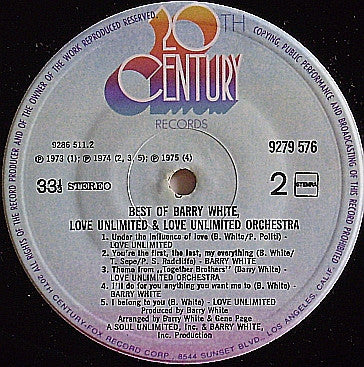 20TH
CENTURY
RECORDS
9286 511.2
9279 576
Ⓟ 1973 (1); Ⓟ 1974 (2, 3, 5); Ⓟ 1975 (4)
33⅓ STEREO
2 STEMRA
BEST OF BARRY WHITE,
LOVE UNLIMITED & LOVE UNLIMITED ORCHESTRA
1. Under the influence of love (B. White/P. Politi) -
LOVE UNLIMITED
2. You're the first, the last, my everything (B. White/
T. Sepe/P.S. Radcliffe) - BARRY WHITE
3. Theme from „Together Brothers" (Barry White) -
LOVE UNLIMITED ORCHESTRA
4. I'll do for you anything you want me to (B. White) -
BARRY WHITE
5. I belong to you (B. White) - LOVE UNLIMITED
Produced by Barry White
Arranged by Barry White & Gene Page
A SOUL UNLIMITED, Inc. & BARRY WHITE,
Inc. Production
ALL RIGHTS OF THE RECORD PRODUCER AND OF THE OWNER OF THE WORK REPRODUCED RESERVED.
COPYING, PUBLIC PERFORMANCE AND BROADCASTING OF THIS RECORD PROHIBITED
20TH CENTURY-FOX RECORD CORP., 8544 SUNSET BLVD., LOS ANGELES, CALIF.